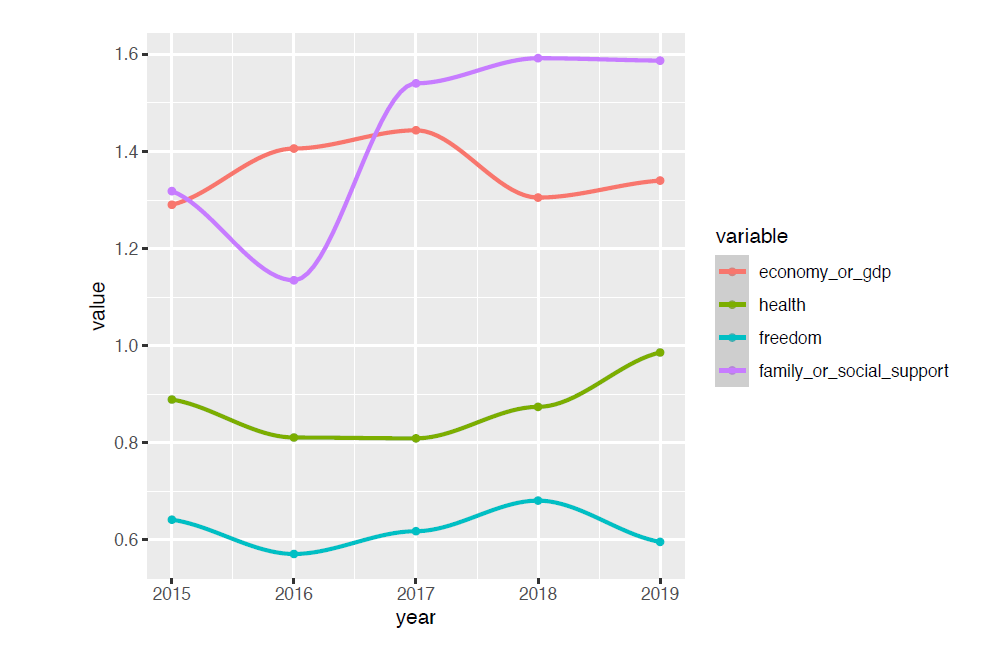 1.6
1.4
1.2
1.0
0.8
0.6
value
2015 2016 2017 2018 2019
year
variable
economy_or_gdp
health
freedom
family_or_social_support